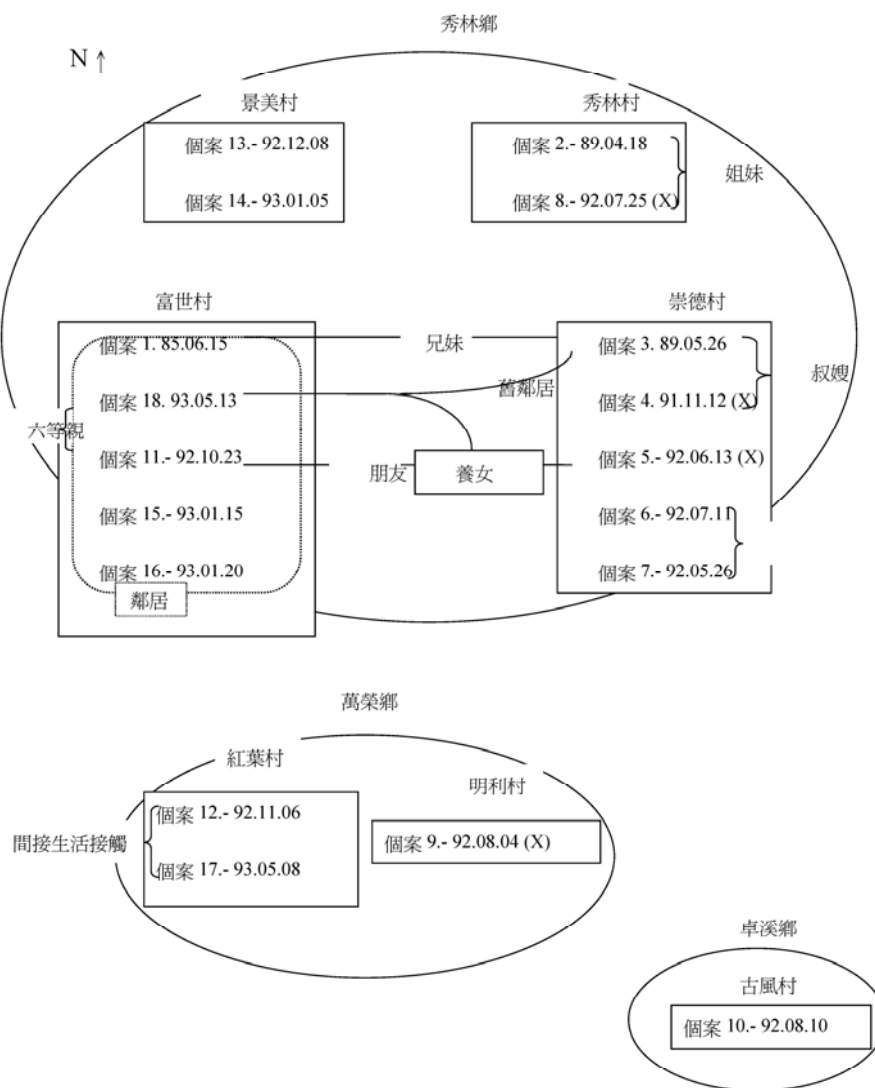 秀林鄉
N ↑
景美村
秀林村
個案 13.- 92.12.08
個案 14.- 93.01.05
個案 2.- 89.04.18
個案 8.- 92.07.25 (X)
姐妹
富世村
崇德村
個案 1. 85.06.15
個案 18. 93.05.13
個案 11.- 92.10.23
個案 15.- 93.01.15
個案 16.- 93.01.20
鄰居
六等親
兄妹
舊鄰居
朋友
養女
個案 3. 89.05.26
個案 4. 91.11.12 (X)
個案 5.- 92.06.13 (X)
個案 6.- 92.07.11
個案 7.- 92.05.26
叔嫂
萬榮鄉
紅葉村
明利村
個案 12.- 92.11.06
個案 17.- 93.05.08
間接生活接觸
個案 9.- 92.08.04 (X)
卓溪鄉
古風村
個案 10.- 92.08.10